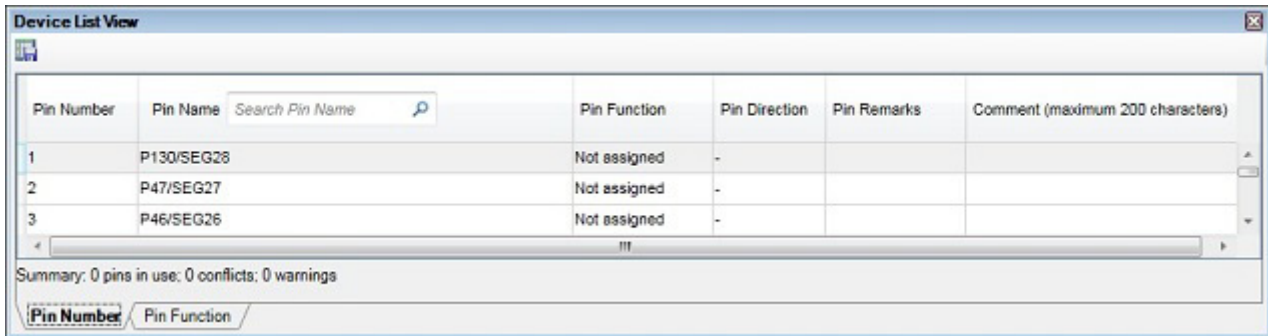 Device List View
Pin Number Pin Name Search Pin Name Pin Function Pin Direction Pin Remarks Comment (maximum 200 characters)
1 P130/SEG28 Not assigned -
2 P47/SEG27 Not assigned -
3 P46/SEG26 Not assigned -
Summary: 0 pins in use; 0 conflicts; 0 warnings
Pin Number Pin Function